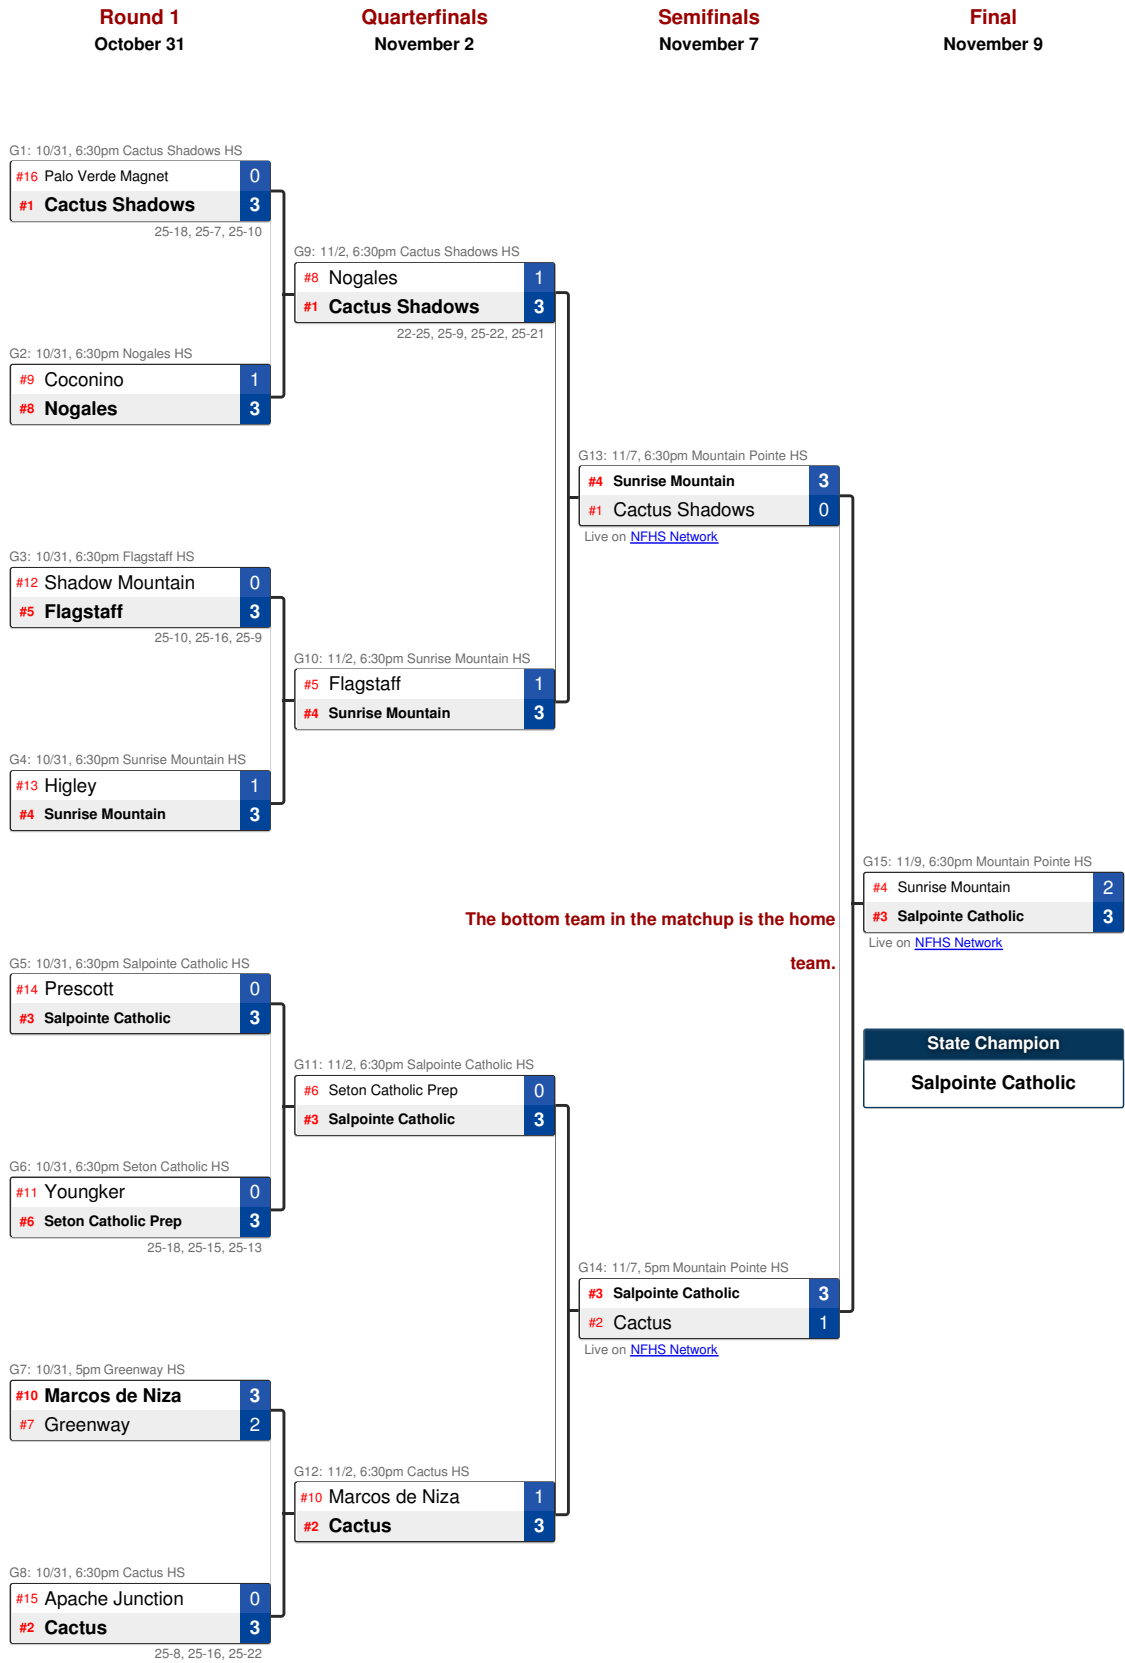 Round 1
October 31
Quarterfinals
November 2
Semifinals
November 7
Final
November 9
G1: 10/31, 6:30pm Cactus Shadows HS
#16 Palo Verde Magnet 0
#1 Cactus Shadows 3
25-18, 25-7, 25-10
G2: 10/31, 6:30pm Nogales HS
#9 Coconino 1
#8 Nogales 3
G3: 10/31, 6:30pm Flagstaff HS
#12 Shadow Mountain 0
#5 Flagstaff 3
25-10, 25-16, 25-9
G4: 10/31, 6:30pm Sunrise Mountain HS
#13 Higley 1
#4 Sunrise Mountain 3
G5: 10/31, 6:30pm Salpointe Catholic HS
#14 Prescott 0
#3 Salpointe Catholic 3
G6: 10/31, 6:30pm Seton Catholic HS
#11 Youngker 0
#6 Seton Catholic Prep 3
25-18, 25-15, 25-13
G7: 10/31, 5pm Greenway HS
#10 Marcos de Niza 3
#7 Greenway 2
G8: 10/31, 6:30pm Cactus HS
#15 Apache Junction 0
#2 Cactus 3
25-8, 25-16, 25-22
G9: 11/2, 6:30pm Cactus Shadows HS
#8 Nogales 1
#1 Cactus Shadows 3
22-25, 25-9, 25-22, 25-21
G10: 11/2, 6:30pm Sunrise Mountain HS
#5 Flagstaff 1
#4 Sunrise Mountain 3
G11: 11/2, 6:30pm Salpointe Catholic HS
#6 Seton Catholic Prep 0
#3 Salpointe Catholic 3
G12: 11/2, 6:30pm Cactus HS
#10 Marcos de Niza 1
#2 Cactus 3
G13: 11/7, 6:30pm Mountain Pointe HS
#4 Sunrise Mountain 3
#1 Cactus Shadows 0
Live on NFHS Network
The bottom team in the matchup is the home
team.
G14: 11/7, 5pm Mountain Pointe HS
#3 Salpointe Catholic 3
#2 Cactus 1
Live on NFHS Network
G15: 11/9, 6:30pm Mountain Pointe HS
#4 Sunrise Mountain 2
#3 Salpointe Catholic 3
Live on NFHS Network
State Champion
Salpointe Catholic